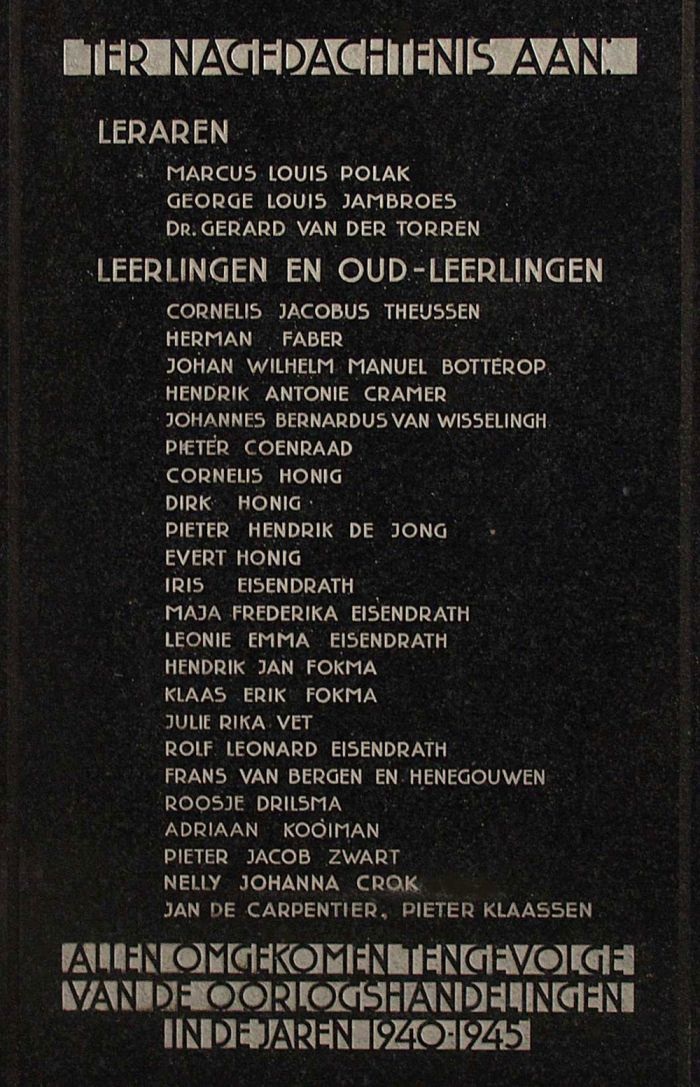 TER NAGEDACHTENIS AAN:
LERAREN
MARCUS LOUIS POLAK
GEORGE LOUIS JAMBROES
DR. GERARD VAN DER TORREN
LEERLINGEN EN OUD-LEERLINGEN
CORNELIS JACOBUS THEUSSEN
HERMAN FABER
JOHAN WILHELM MANUEL BOTTEROP
HENDRIK ANTONIE CRAMER
JOHANNES BERNARDUS VAN WISSELINGH
PIETER COENRAAD
CORNELIS HONIG
DIRK HONIG
PIETER HENDRIK DE JONG
EVERT HONIG
IRIS EISENDRATH
MAJA FREDERIKA EISENDRATH
LEONIE EMMA EISENDRATH
HENDRIK JAN FOKMA
KLAAS ERIK FOKMA
JULIE RIKA VET
ROLF LEONARD EISENDRATH
FRANS VAN BERGEN EN HENEGOUWEN
ROOSJE DRILSMA
ADRIAAN KOOIMAN
PIETER JACOB ZWART
NELLY JOHANNA CROK
JAN DE CARPENTIER, PIETER KLAASSEN
ALLEN OMGEKOMEN TENGEVOLGE
VAN DE OORLOGSHANDELINGEN
IN DE JAREN 1940-1945